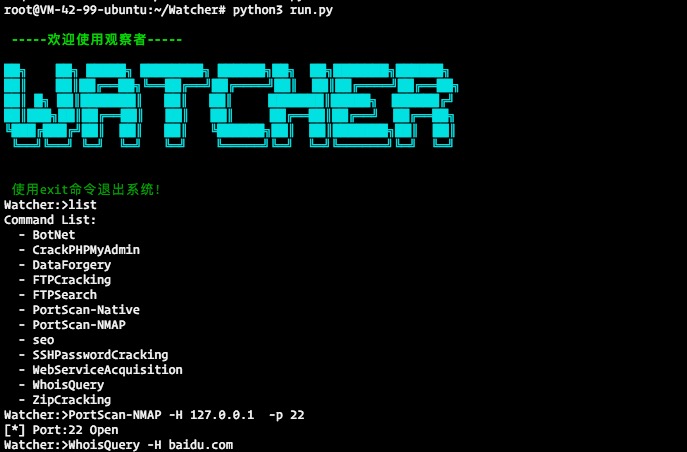 root@VM-42-99-ubuntu:~/Watcher# python3 run.py
-----欢迎使用观察者-----
WATCHER
使用exit命令退出系统!
Watcher:>list
Command List:
- BotNet
- CrackPHPMyAdmin
- DataForgery
- FTPCracking
- FTPSearch
- PortScan-Native
- PortScan-NMAP
- seo
- SSHPasswordCracking
- WebServiceAcquisition
- WhoisQuery
- ZipCracking
Watcher:>PortScan-NMAP -H 127.0.0.1  -p 22
[*] Port:22 Open
Watcher:>WhoisQuery -H baidu.com